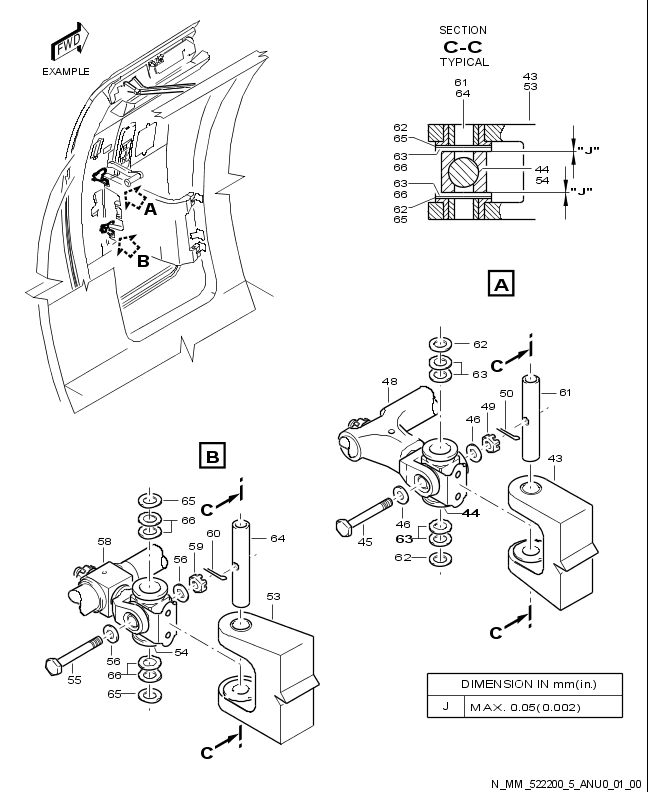 FWD
EXAMPLE
A
B
SECTION
C-C
TYPICAL
61
64
43
53
62
65
63
66
63
66
62
65
"J"
44
54
"J"
A
62
63
C
48
46
49
50
61
43
44
46
45
63
62
C
B
65
66
C
58
56
59
60
64
53
54
56
55
66
65
C
DIMENSION IN mm(in.)
J MAX. 0.05(0.002)
N_MM_522200_5_ANU0_01_00